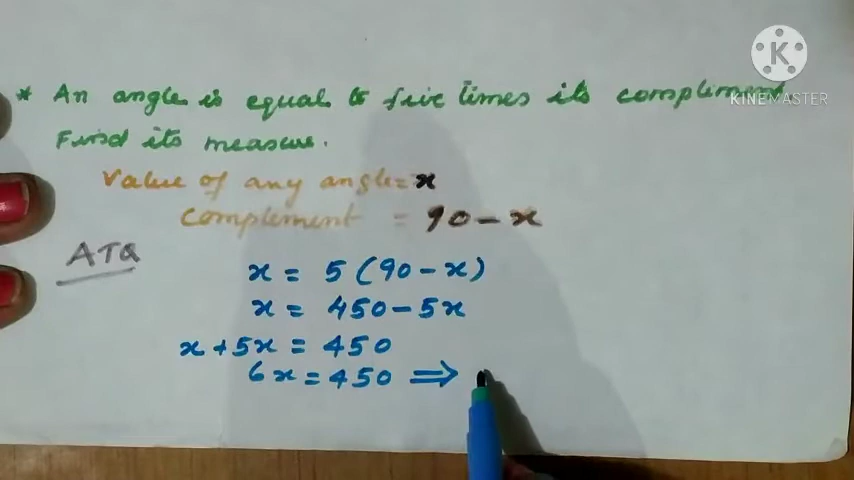 * An angle is equal to five times its compliment
Find its measure.
Value of any angle = x
Complement = 90 - x
ATQ
x = 5 (90 - x)
x = 450 - 5x
x + 5x = 450
6x = 450 ⇒
K
KINEMASTER